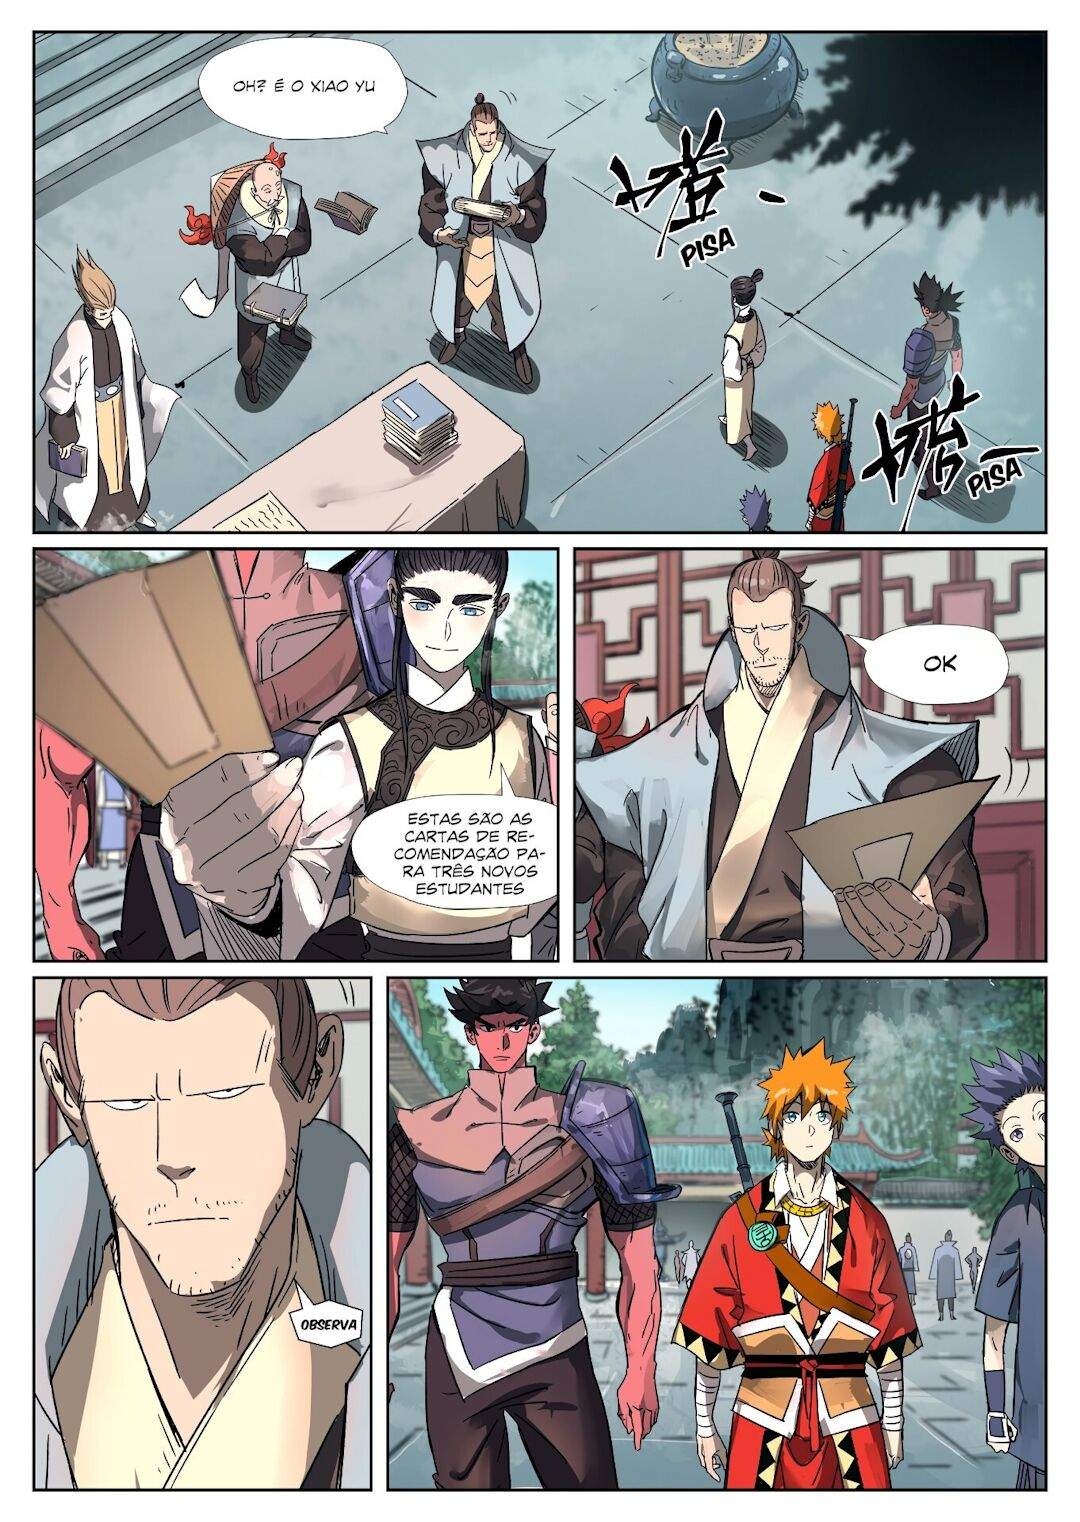 OH? É O XIAO YU
PISA
PISA
ESTAS SÃO AS
CARTAS DE RE-
COMENDAÇÃO PA-
RA TRÊS NOVOS
ESTUDANTES
OK
OBSERVA